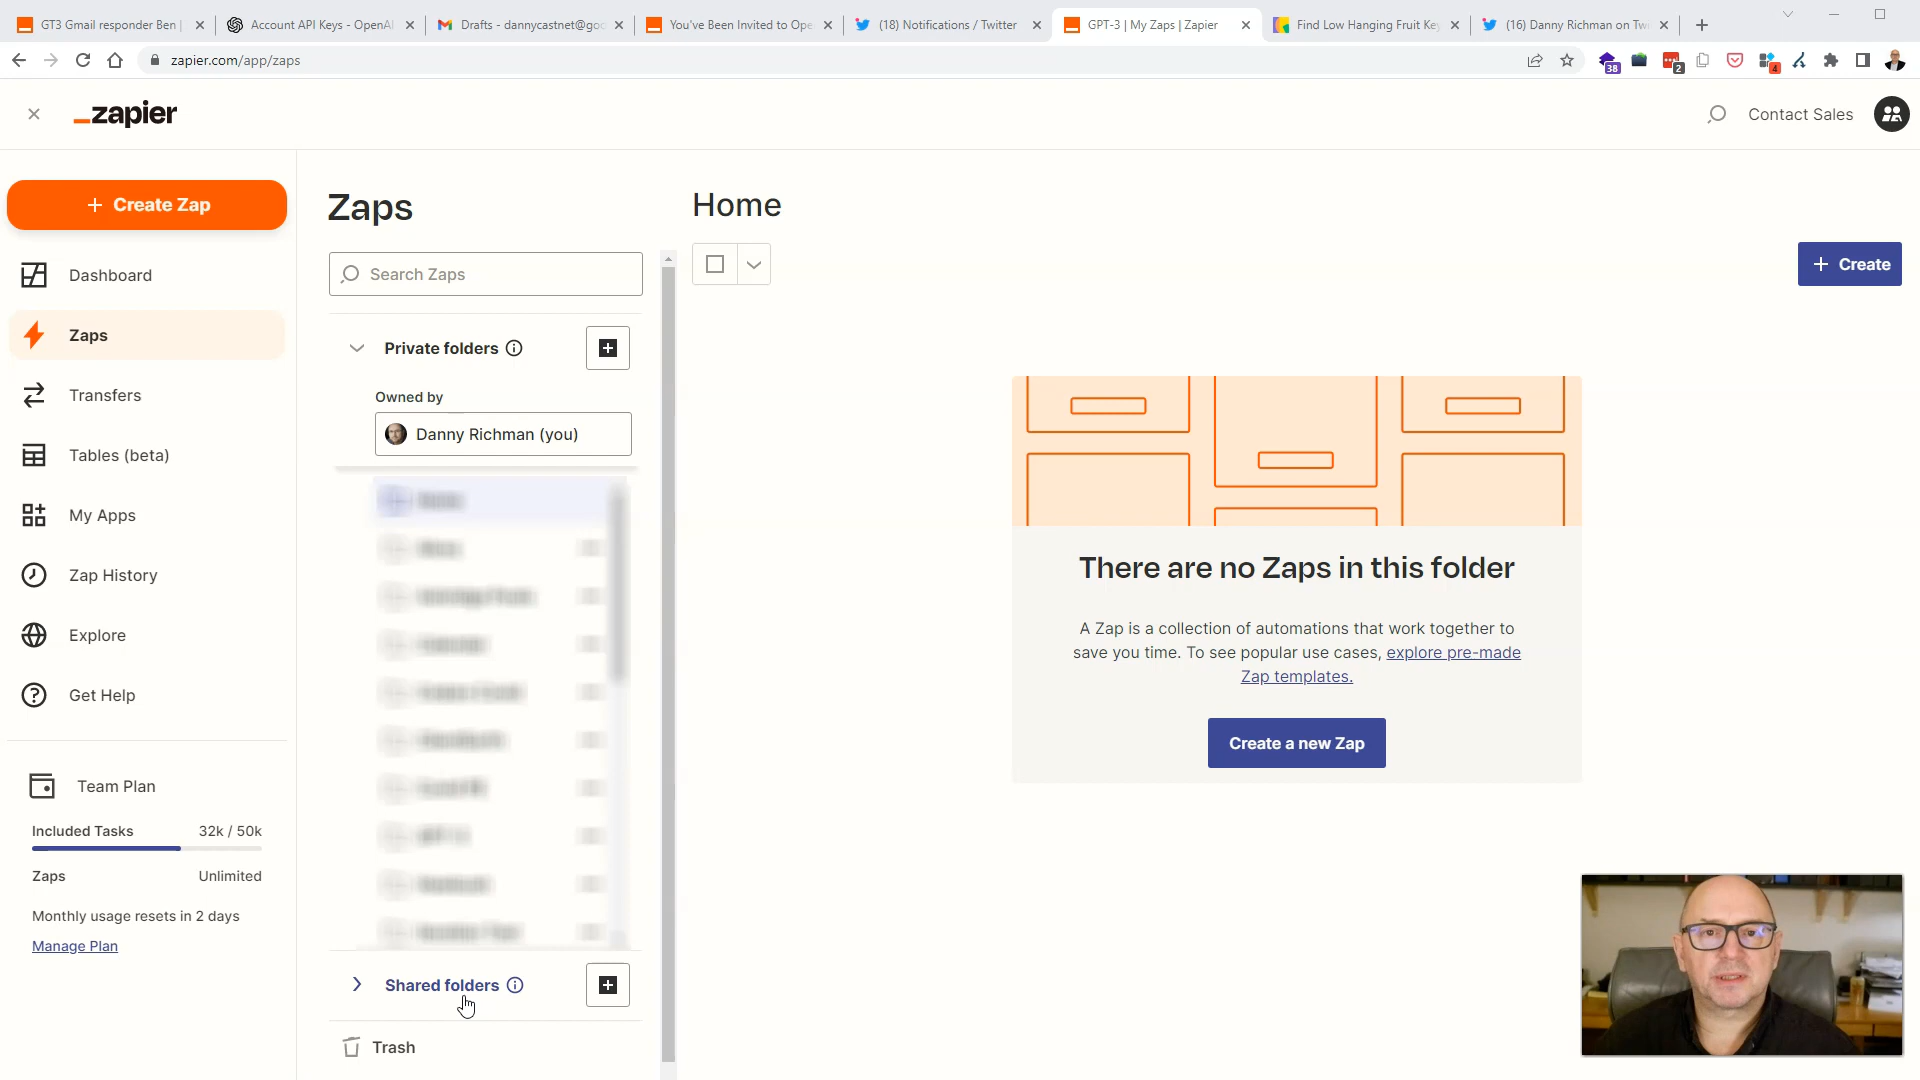 GT3 Gmail responder Ben |
Account API Keys - OpenAI
Drafts - dannycastnet@goo
You've Been Invited to Ope
(18) Notifications / Twitter
GPT-3 | My Zaps | Zapier
Find Low Hanging Fruit Key
(16) Danny Richman on Tw
zapier.com/app/zaps
38
2
4
_zapier
Contact Sales
+ Create Zap
Dashboard
Zaps
Transfers
Tables (beta)
My Apps
Zap History
Explore
Get Help
Team Plan
Included Tasks 32k / 50k
Zaps Unlimited
Monthly usage resets in 2 days
Manage Plan
Zaps
Search Zaps
Private folders
Owned by
Danny Richman (you)
Shared folders
Trash
Home
+ Create
There are no Zaps in this folder
A Zap is a collection of automations that work together to
save you time. To see popular use cases, explore pre-made
Zap templates.
Create a new Zap